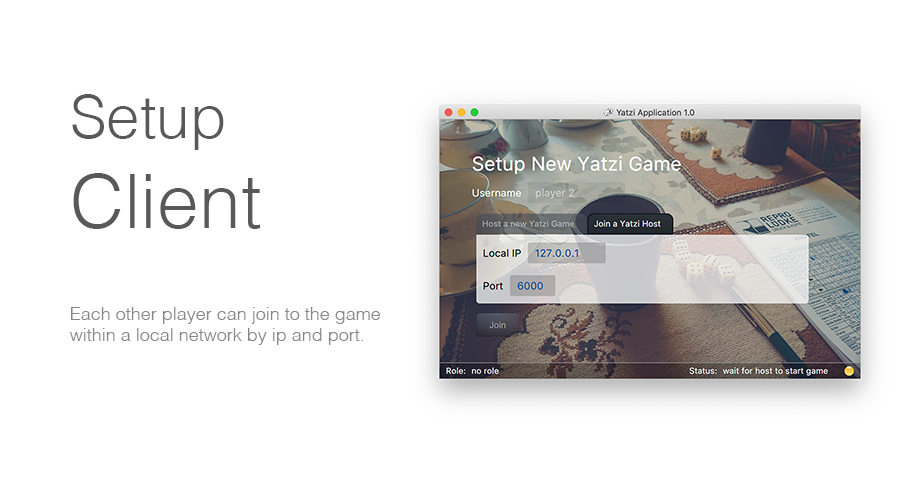 Setup
Client
Each other player can join to the game
within a local network by ip and port.
Yatzi Application 1.0
Setup New Yatzi Game
Username player 2
Host a new Yatzi Game Join a Yatzi Host
Local IP 127.0.0.1
Port 6000
Join
Role: no role Status: wait for host to start game
REPRO